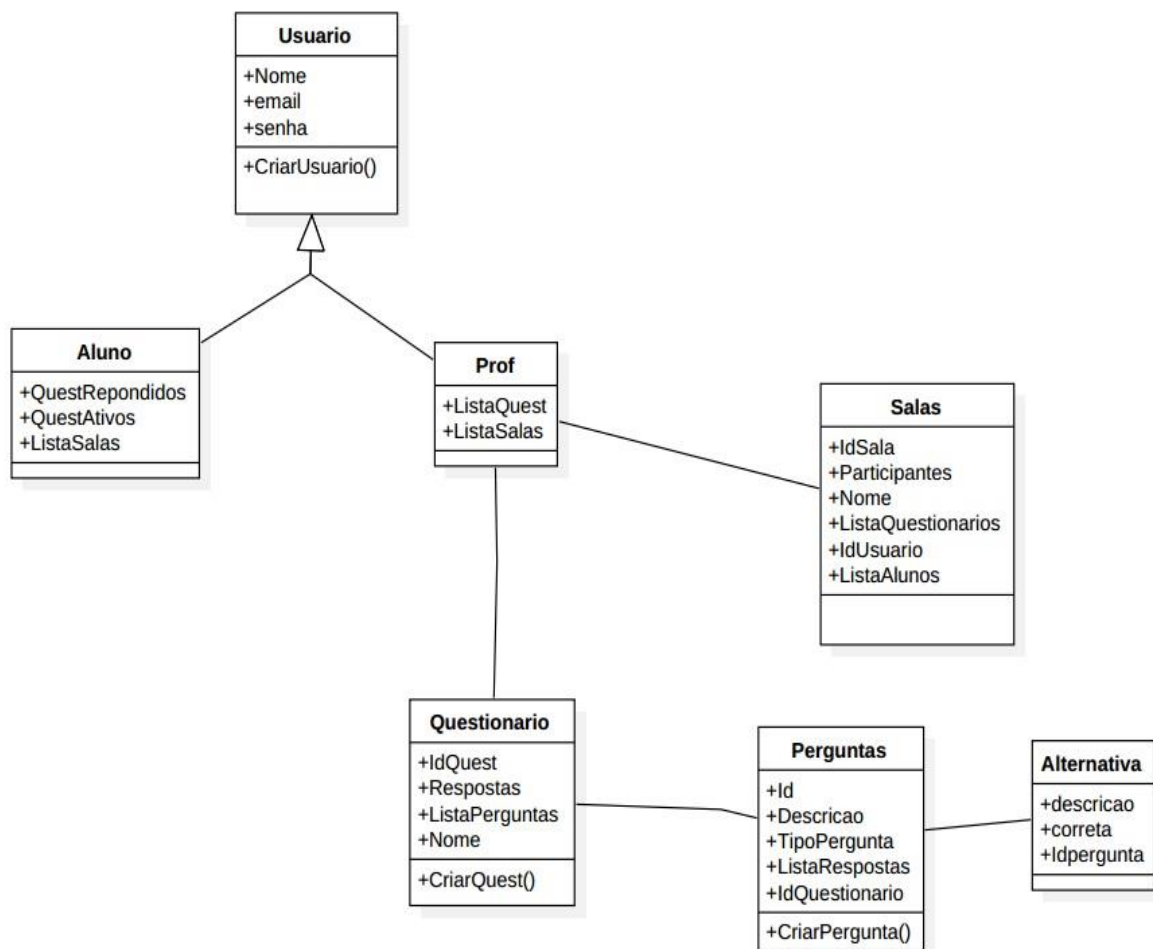 Usuario
+Nome
+email
+senha
+CriarUsuario()
Aluno
+QuestRepondidos
+QuestAtivos
+ListaSalas
Prof
+ListaQuest
+ListaSalas
Salas
+IdSala
+Participantes
+Nome
+ListaQuestionarios
+IdUsuario
+ListaAlunos
Questionario
+IdQuest
+Respostas
+ListaPerguntas
+Nome
+CriarQuest()
Perguntas
+Id
+Descricao
+TipoPergunta
+ListaRespostas
+IdQuestionario
+CriarPergunta()
Alternativa
+descricao
+correta
+Idpergunta